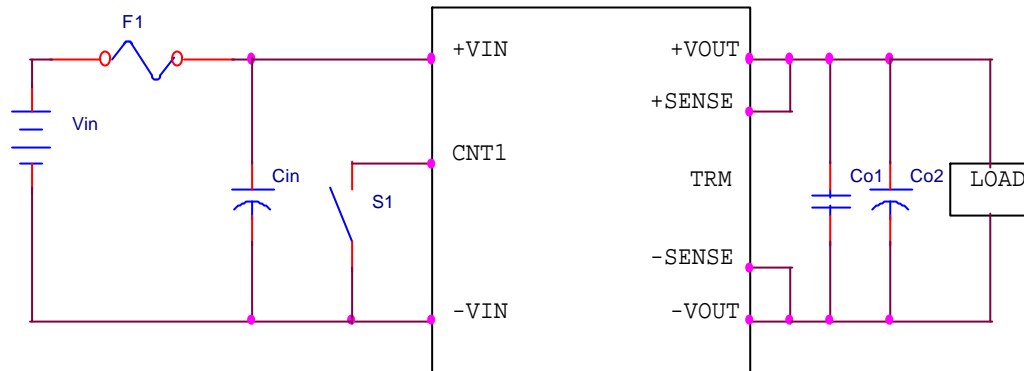 F1
+VIN
+VOUT
+SENSE
Vin
CNT1
Cin
S1
TRM
Co1
Co2
LOAD
-SENSE
-VIN
-VOUT